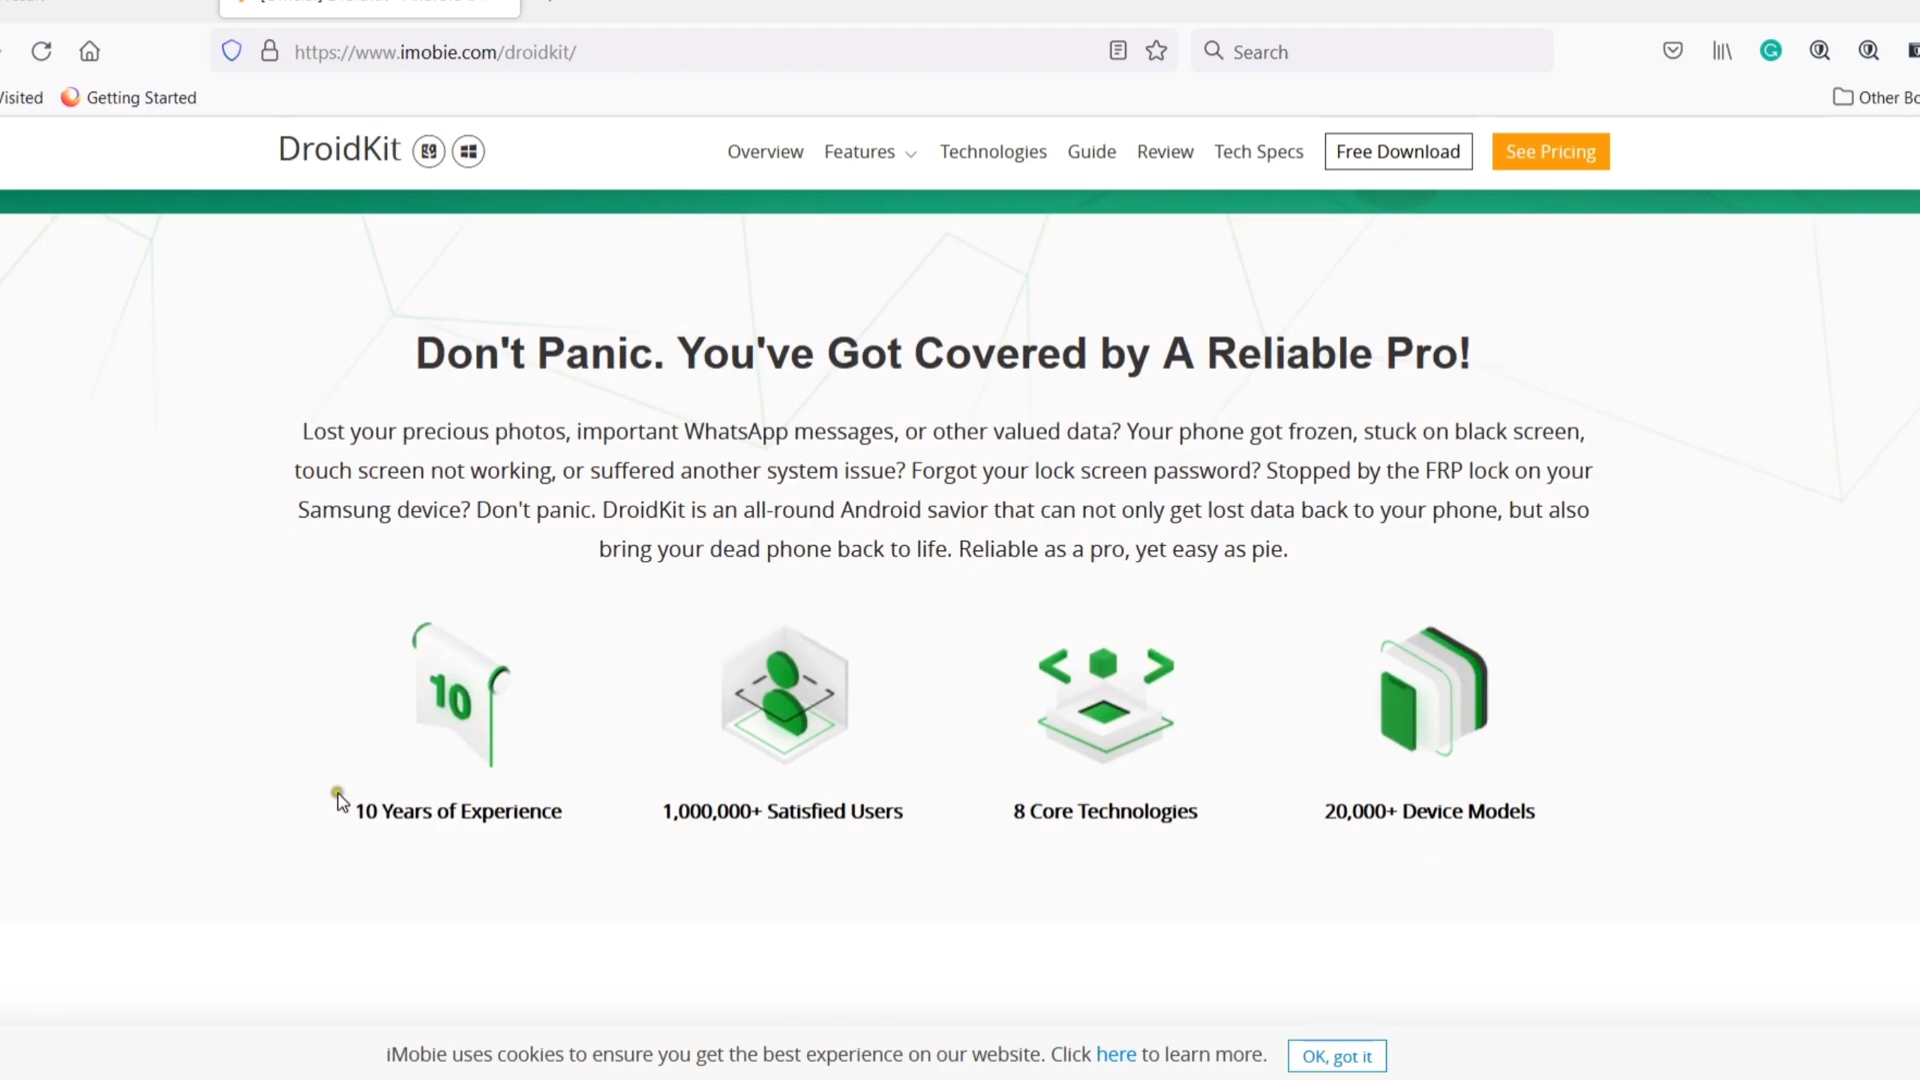 https://www.imobie.com/droidkit/
Search
Getting Started
DroidKit
Overview
Features
Technologies
Guide
Review
Tech Specs
Free Download
See Pricing
Don't Panic. You've Got Covered by A Reliable Pro!
Lost your precious photos, important WhatsApp messages, or other valued data? Your phone got frozen, stuck on black screen,
touch screen not working, or suffered another system issue? Forgot your lock screen password? Stopped by the FRP lock on your
Samsung device? Don't panic. DroidKit is an all-round Android savior that can not only get lost data back to your phone, but also
bring your dead phone back to life. Reliable as a pro, yet easy as pie.
10
10 Years of Experience
1,000,000+ Satisfied Users
8 Core Technologies
20,000+ Device Models
iMobie uses cookies to ensure you get the best experience on our website. Click here to learn more.
OK, got it